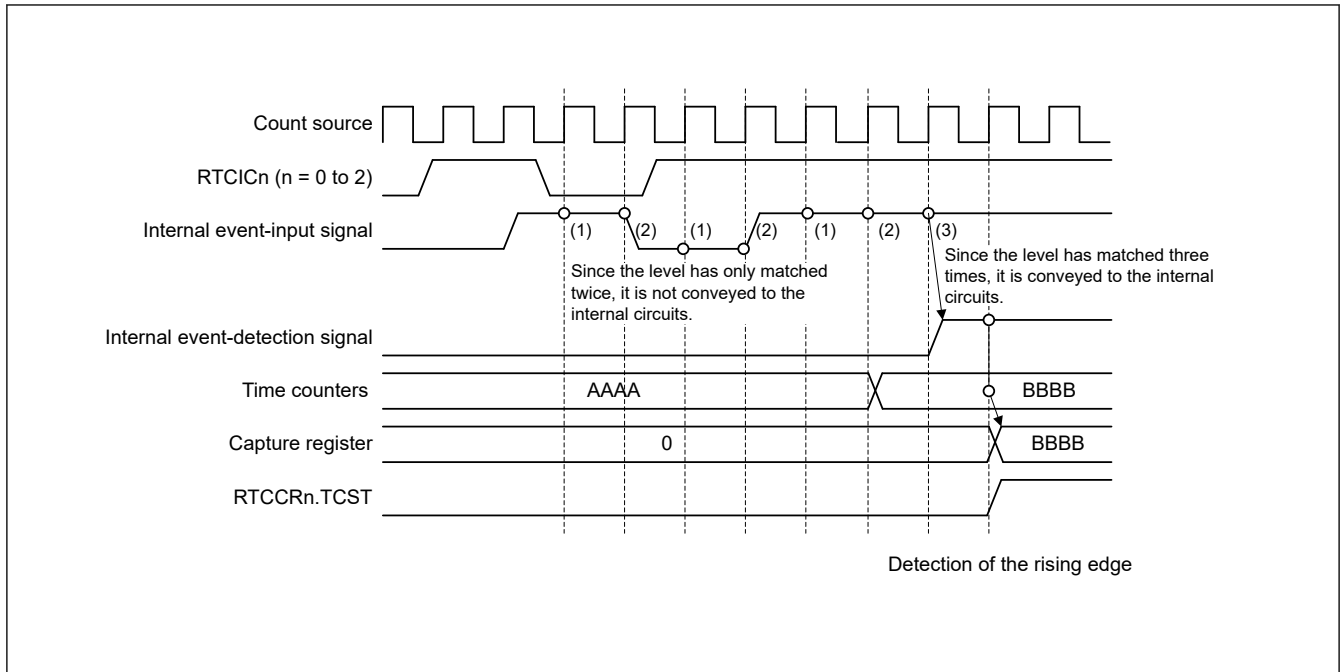 Count source
RTCICn (n = 0 to 2)
Internal event-input signal
(1) (2) (1) (2) (1) (2) (3)
Since the level has only matched
twice, it is not conveyed to the
internal circuits.
Since the level has matched three
times, it is conveyed to the internal
circuits.
Internal event-detection signal
Time counters AAAA BBBB
Capture register 0 BBBB
RTCCRn.TCST
Detection of the rising edge